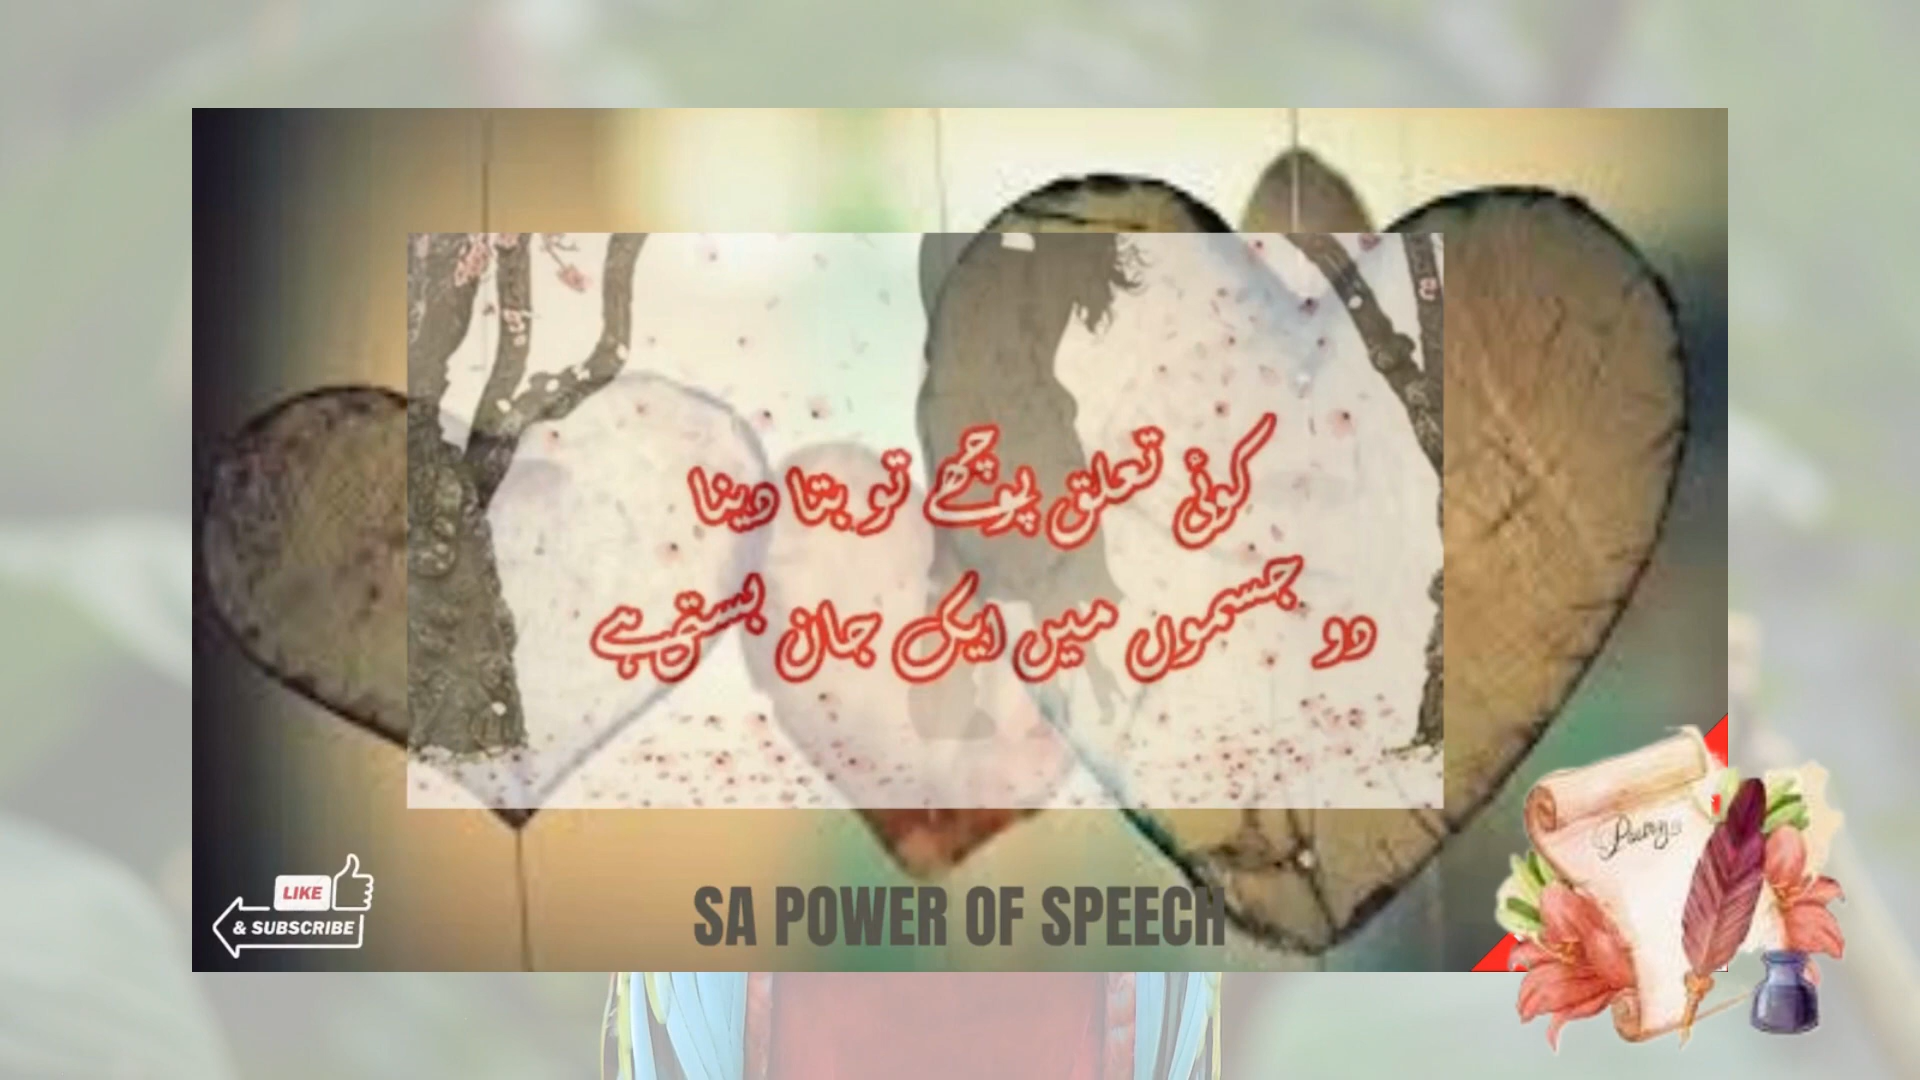 کوئی تعلق پوچھے تو بتا دینا
دو جسموں میں ایک جان بستی ہے
LIKE
& SUBSCRIBE
SA POWER OF SPEECH
Poetry